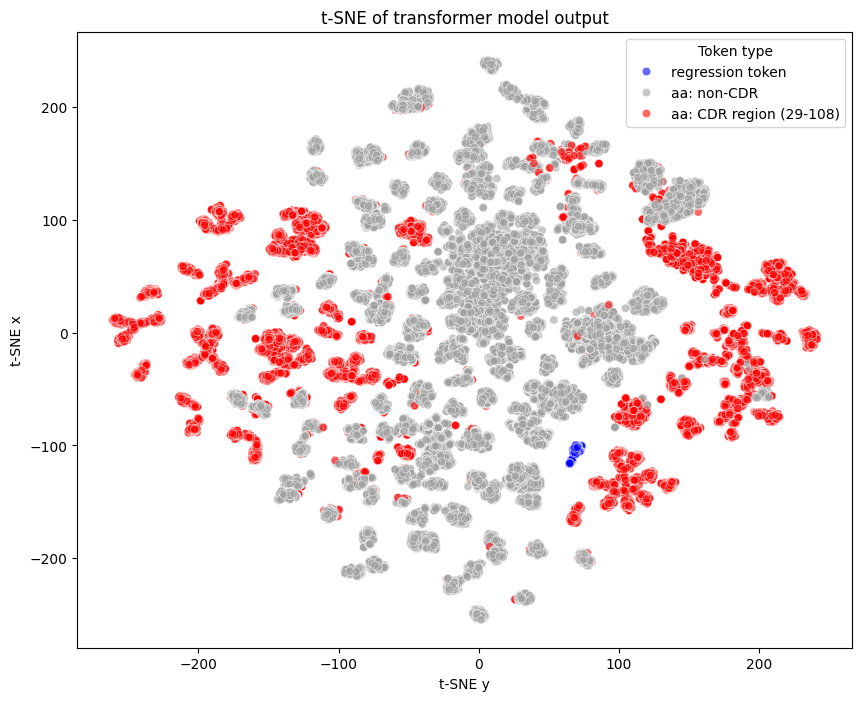 t-SNE of transformer model output
Token type
regression token
aa: non-CDR
aa: CDR region (29-108)
t-SNE x
200
100
0
−100
−200
−200
−100
0
100
200
t-SNE y